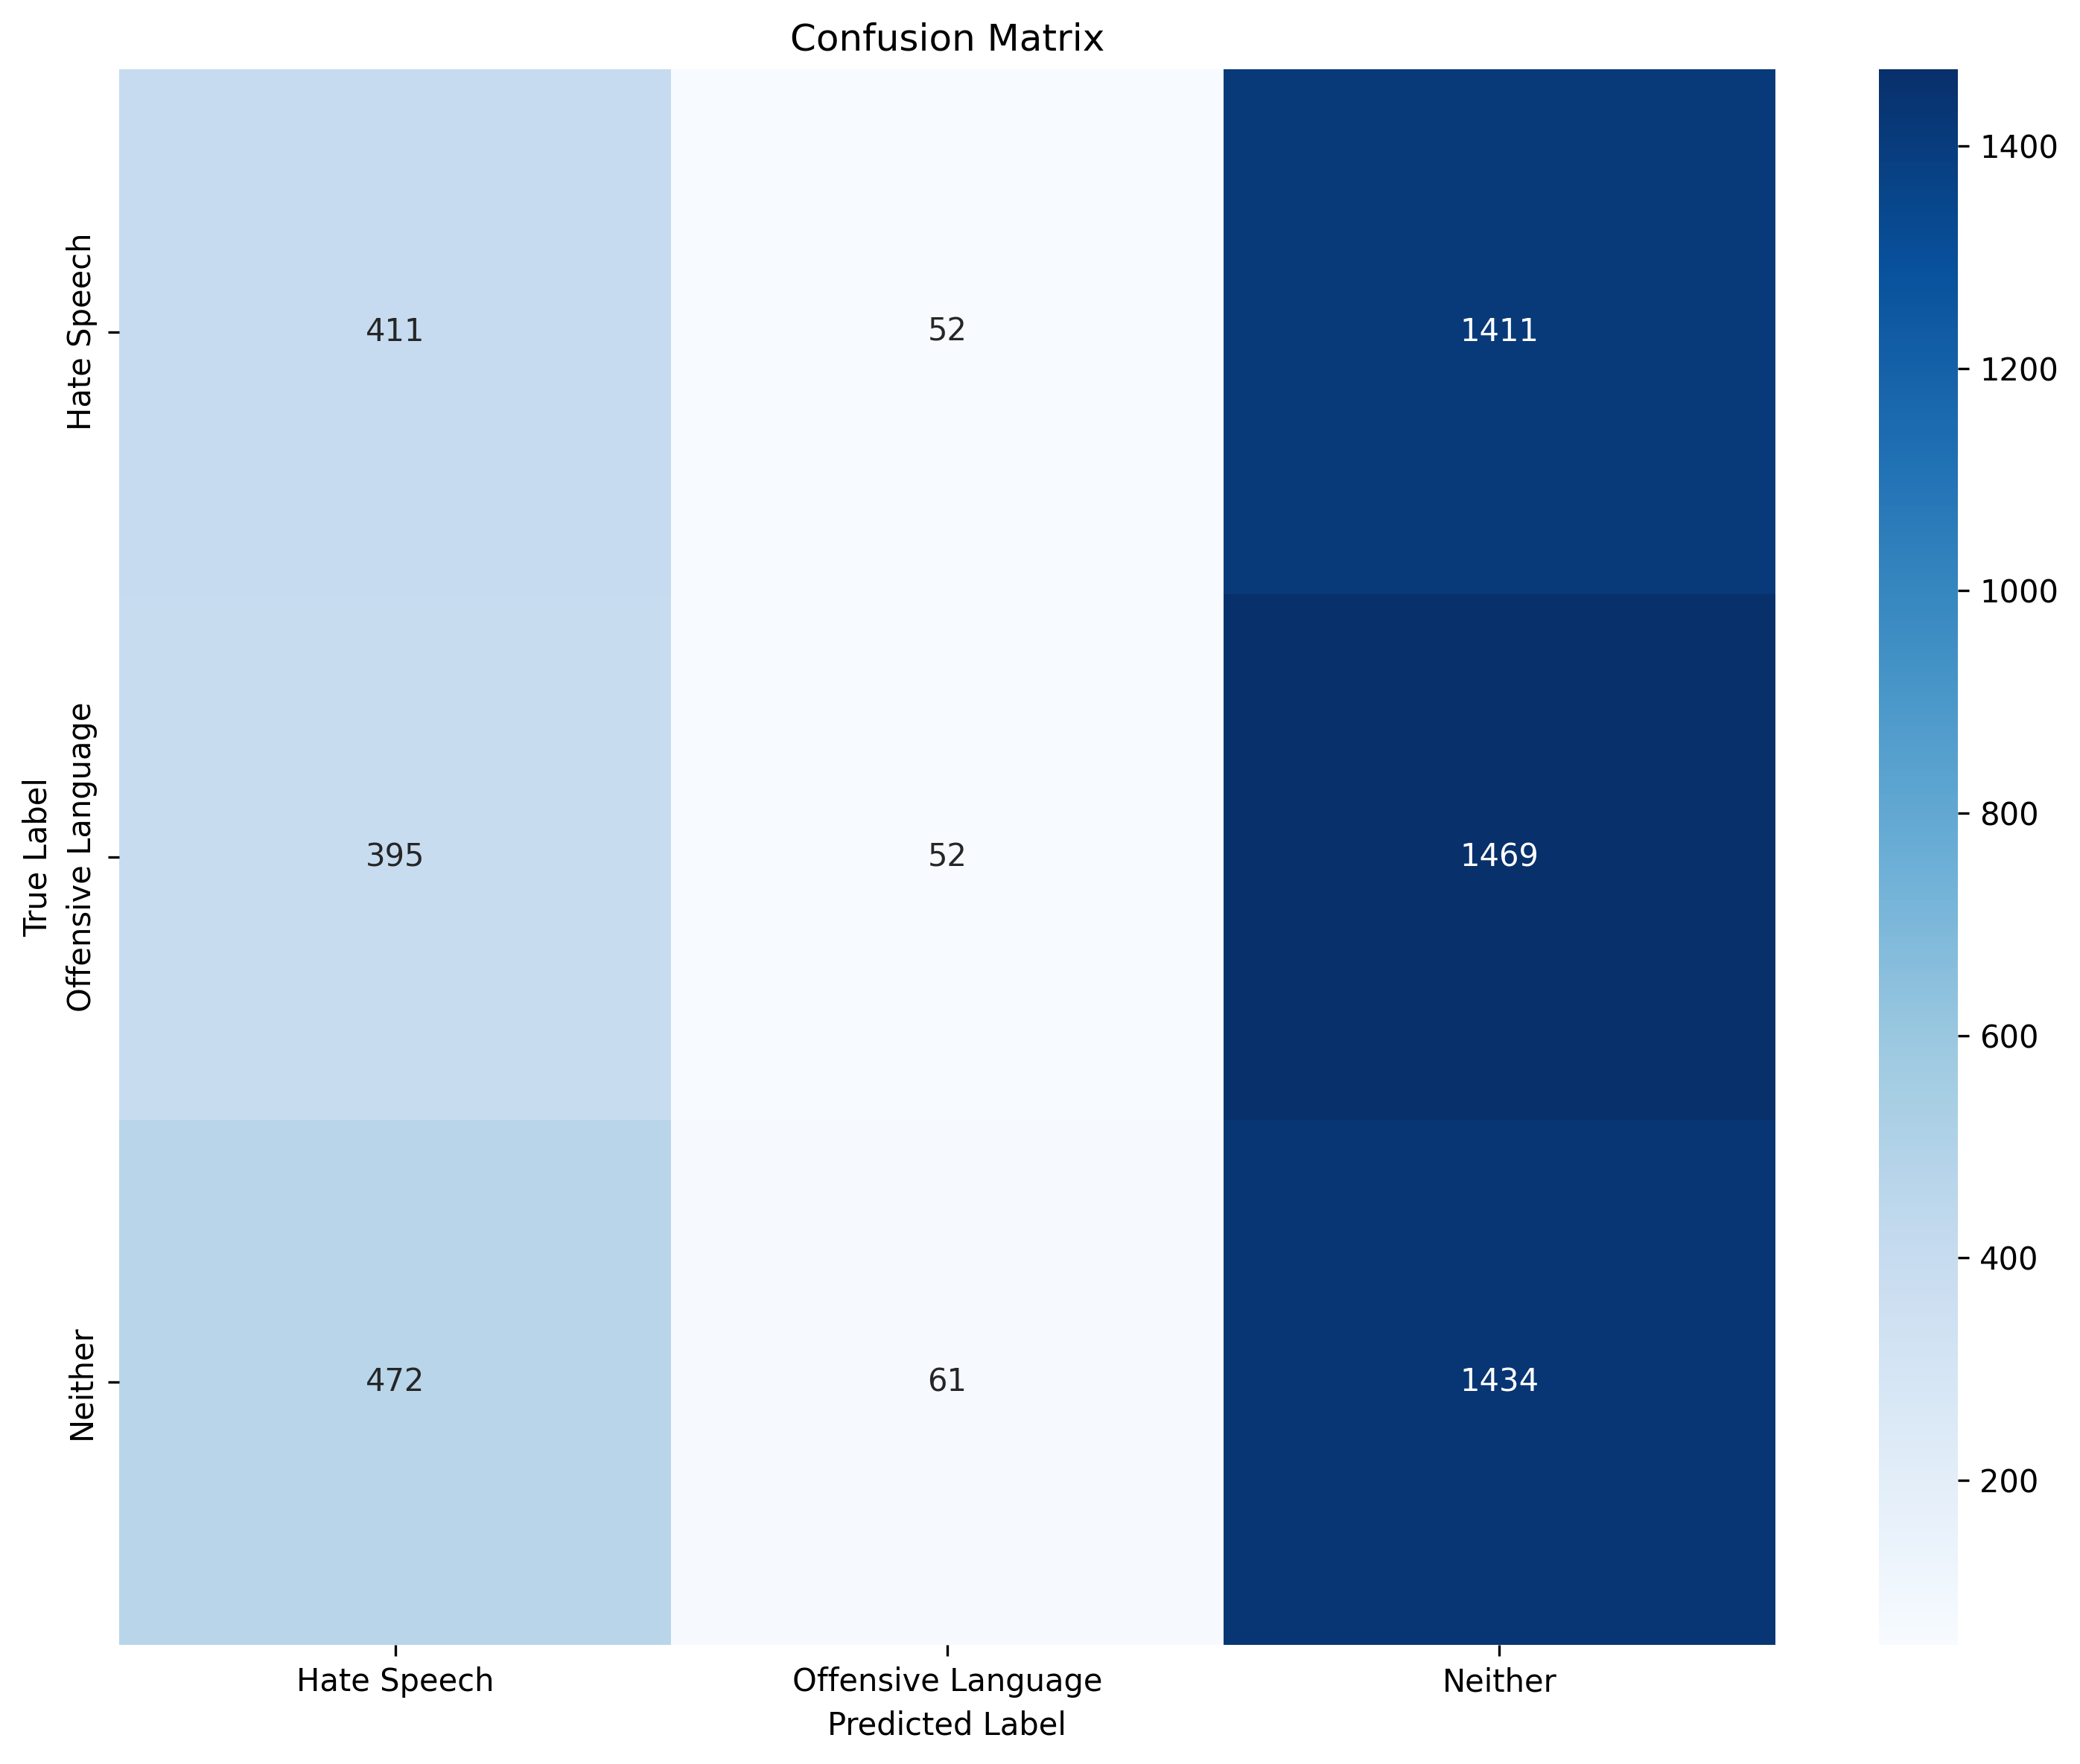 Confusion Matrix
True Label
Hate Speech
411 52 1411
Offensive Language
395 52 1469
Neither
472 61 1434
Hate Speech Offensive Language Neither
Predicted Label
1400
1200
1000
800
600
400
200